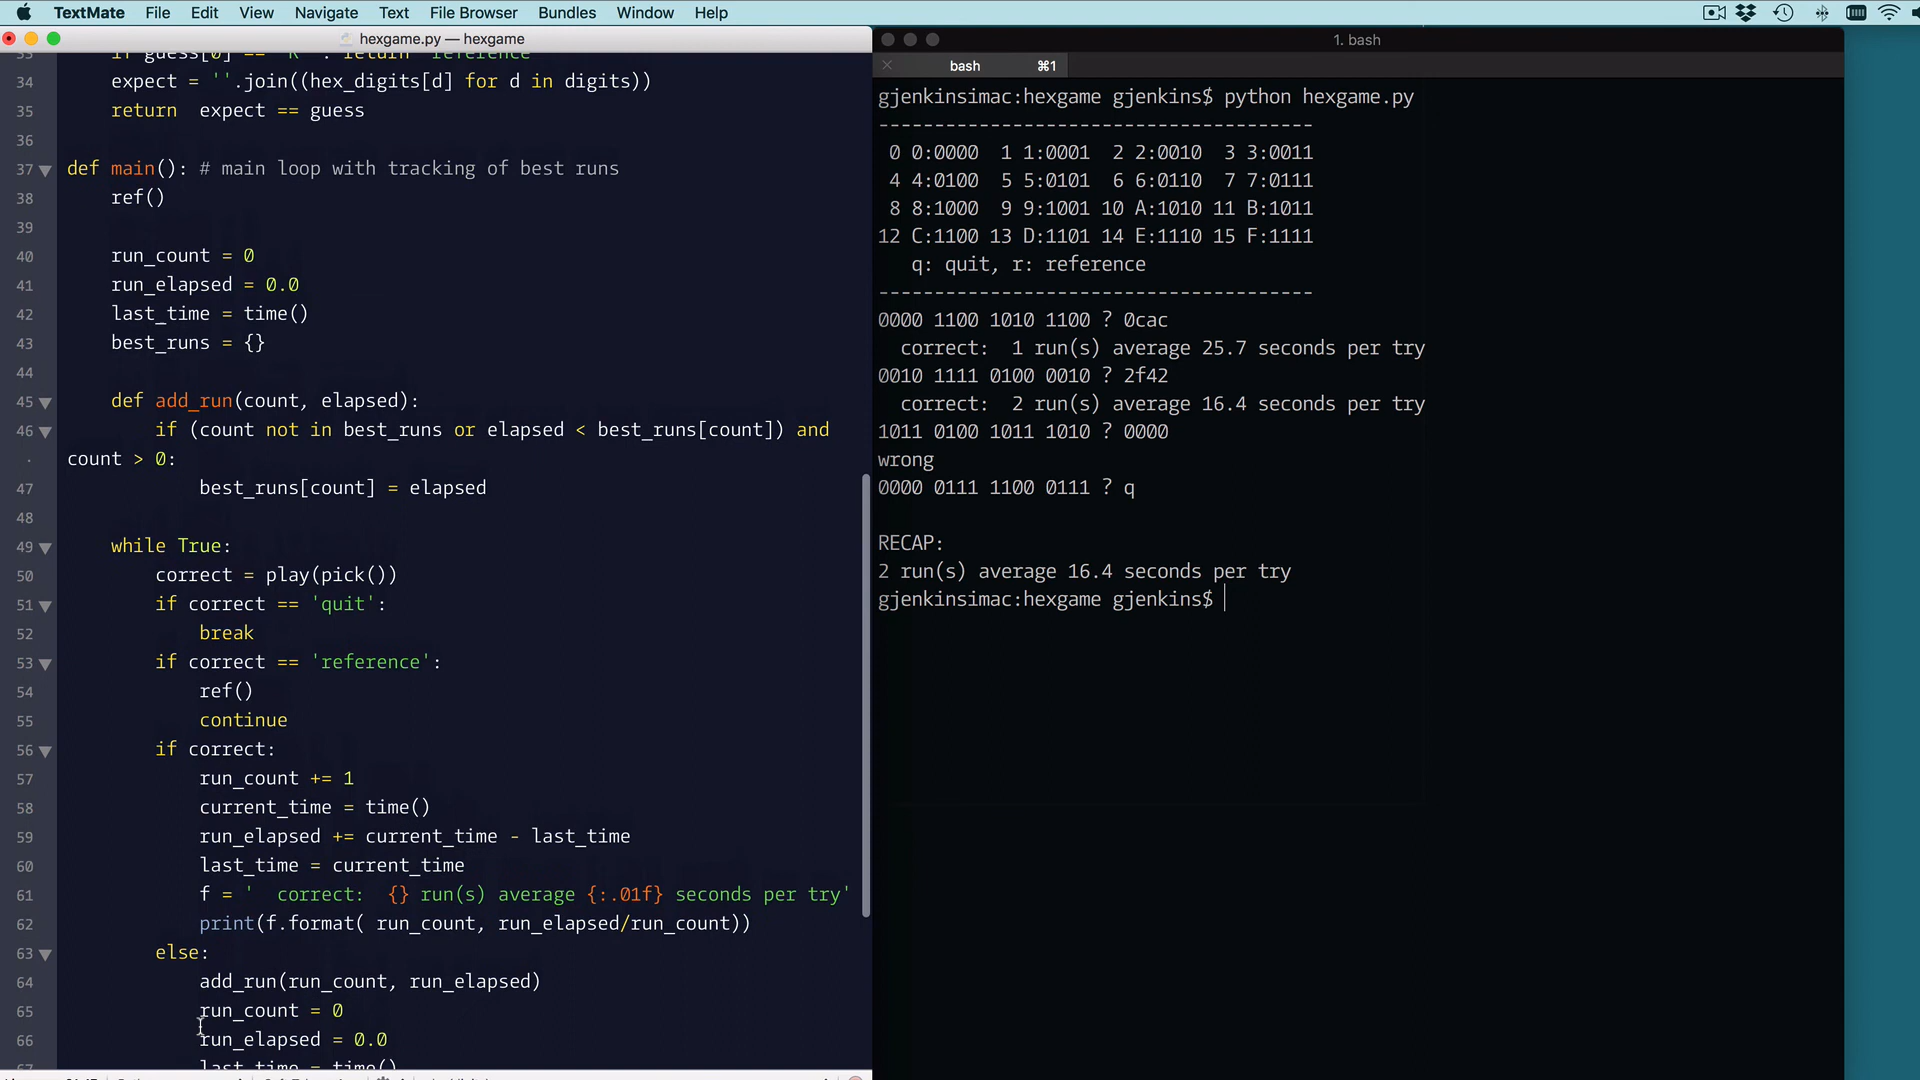 TextMate File Edit View Navigate Text File Browser Bundles Window Help
hexgame.py — hexgame
33 if guess[0] == 'R' : return 'reference'
34 expect = ''.join((hex_digits[d] for d in digits))
35 return  expect == guess
36
37 def main(): # main loop with tracking of best runs
38 ref()
39
40 run_count = 0
41 run_elapsed = 0.0
42 last_time = time()
43 best_runs = {}
44
45 def add_run(count, elapsed):
46 if (count not in best_runs or elapsed < best_runs[count]) and
· count > 0:
47 best_runs[count] = elapsed
48
49 while True:
50 correct = play(pick())
51 if correct == 'quit':
52 break
53 if correct == 'reference':
54 ref()
55 continue
56 if correct:
57 run_count += 1
58 current_time = time()
59 run_elapsed += current_time - last_time
60 last_time = current_time
61 f = '  correct:  {} run(s) average {:.01f} seconds per try'
62 print(f.format( run_count, run_elapsed/run_count))
63 else:
64 add_run(run_count, run_elapsed)
65 run_count = 0
66 run_elapsed = 0.0
67 last_time = time()
1. bash
bash ⌘1
gjenkinsimac:hexgame gjenkins$ python hexgame.py
---------------------------------------
0 0:0000  1 1:0001  2 2:0010  3 3:0011
4 4:0100  5 5:0101  6 6:0110  7 7:0111
8 8:1000  9 9:1001 10 A:1010 11 B:1011
12 C:1100 13 D:1101 14 E:1110 15 F:1111
q: quit, r: reference
---------------------------------------
0000 1100 1010 1100 ? 0cac
correct:  1 run(s) average 25.7 seconds per try
0010 1111 0100 0010 ? 2f42
correct:  2 run(s) average 16.4 seconds per try
1011 0100 1011 1010 ? 0000
wrong
0000 0111 1100 0111 ? q
RECAP:
2 run(s) average 16.4 seconds per try
gjenkinsimac:hexgame gjenkins$